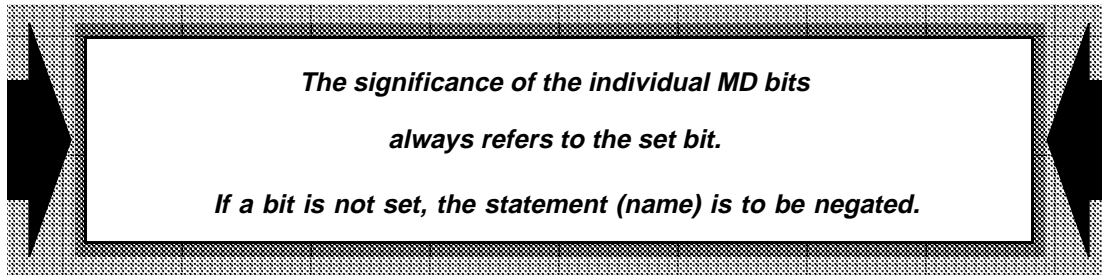 The significance of the individual MD bits
always refers to the set bit.
If a bit is not set, the statement (name) is to be negated.